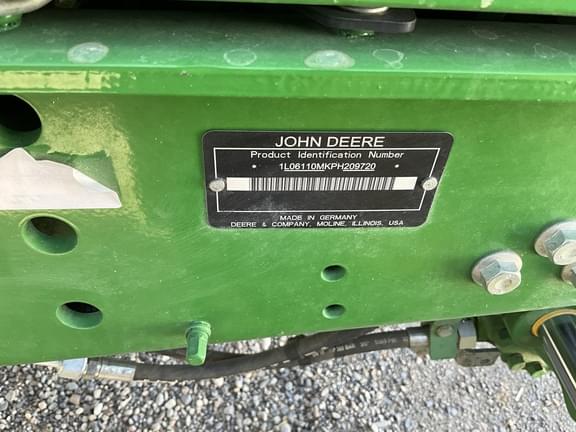 JOHN DEERE
Product Identification Number
• 1L06110MKPH209720 •
MADE IN GERMANY
DEERE & COMPANY, MOLINE, ILLINOIS, USA